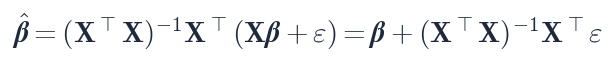 β̂ = (X⊤X)⁻¹X⊤(Xβ + ε) = β + (X⊤X)⁻¹X⊤ε